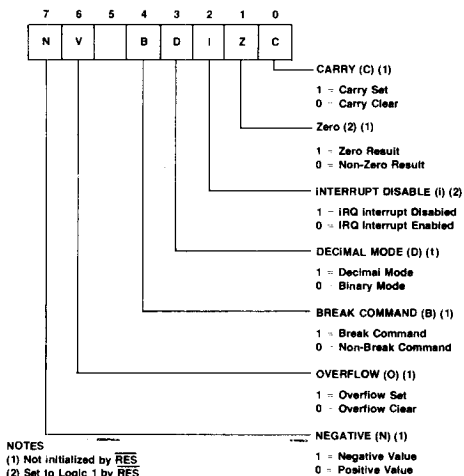 7 6 5 4 3 2 1 0
N V B D I Z C
CARRY (C) (1)
1 = Carry Set
0 = Carry Clear
Zero (2) (1)
1 = Zero Result
0 = Non-Zero Result
INTERRUPT DISABLE (I) (2)
1 = IRQ Interrupt Disabled
0 = IRQ Interrupt Enabled
DECIMAL MODE (D) (1)
1 = Decimal Mode
0 = Binary Mode
BREAK COMMAND (B) (1)
1 = Break Command
0 = Non-Break Command
OVERFLOW (O) (1)
1 = Overflow Set
0 = Overflow Clear
NEGATIVE (N) (1)
1 = Negative Value
0 = Positive Value
NOTES
(1) Not initialized by RES
(2) Set to Logic 1 by RES